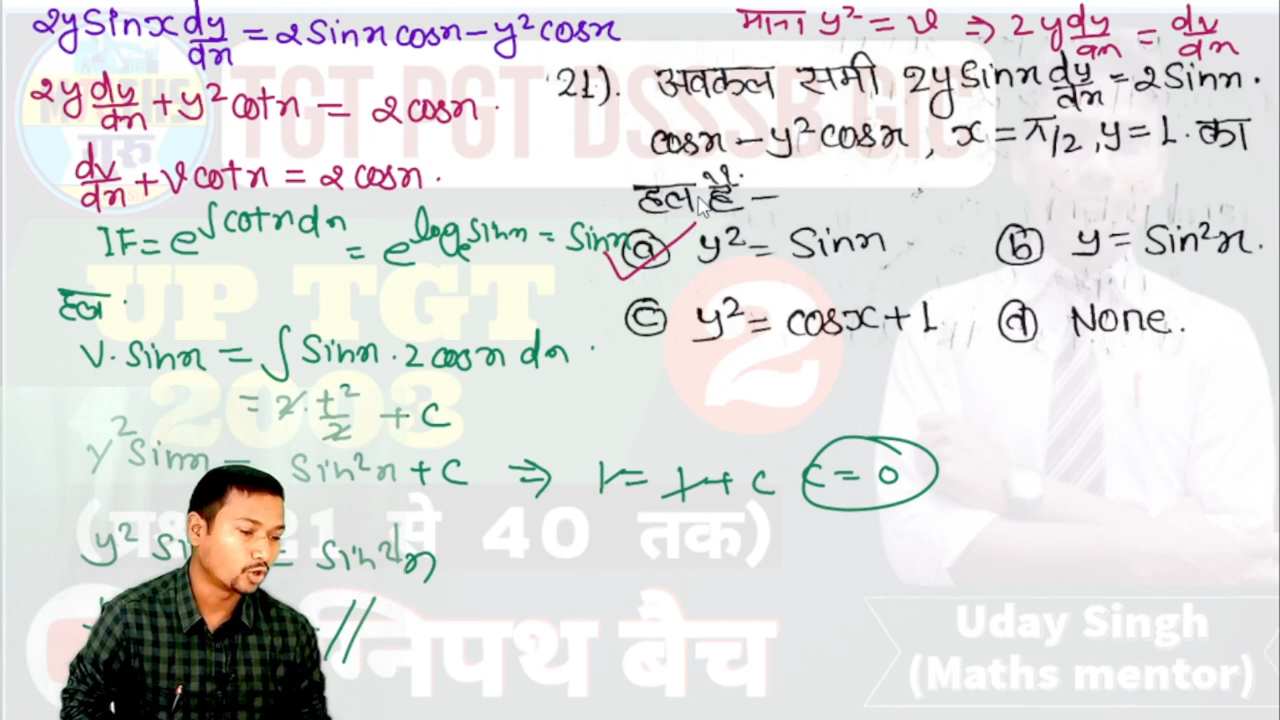 2y Sinx dy/dx = 2 Sinx cosx – y² cosx
2y dy/dx + y² cotx = 2 cosx.
dv/dx + v cotx = 2 cosx.
IF = e^∫cotx dx = e^logₑ sinx = Sinx
हल.
v. Sinx = ∫ Sinx. 2 cosx dx.
= 2. t²/2 + C
y² Sinx = Sin²x + C ⇒ 1 = 1 + C C = 0
y² = Sin²x
माना y² = v ⇒ 2y dy/dx = dv/dx
21). अवकल समी 2y Sinx dy/dx = 2 Sinx.
cosx – y² cosx, x = π/2, y = 1. का
हल है –
(a) y² = Sinx (b) y = Sin²x.
(c) y² = cosx + 1 (d) None.
TGT PGT DSSSB GIC
MATHS
गुरू
UP TGT
2003
2
(प्रश्न 21 से 40 तक)
बैच
Uday Singh
(Maths mentor)